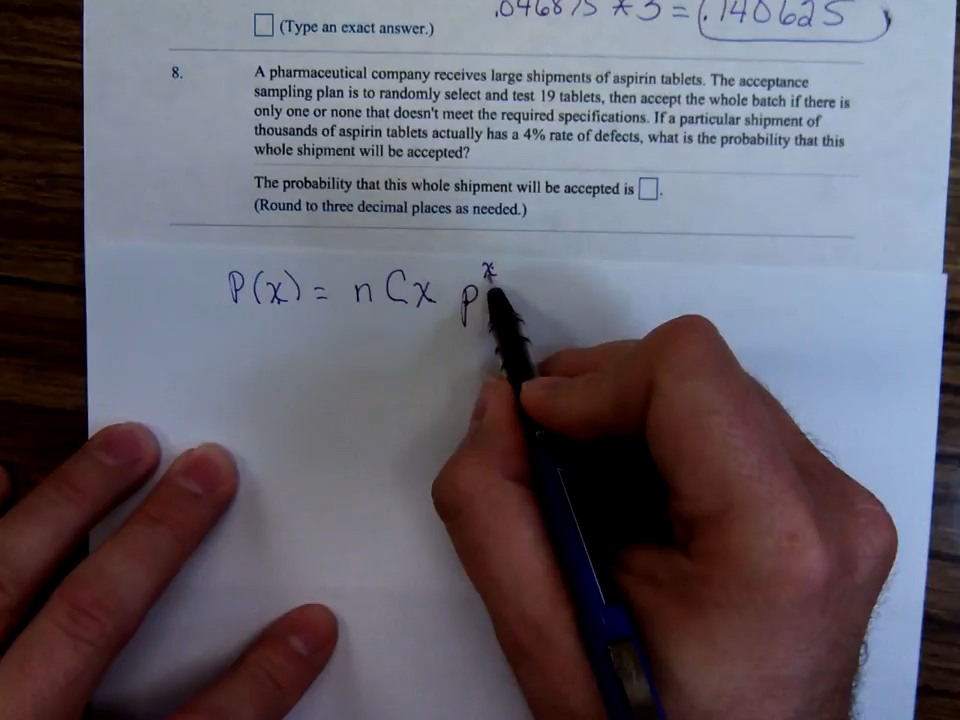 .046875 * 3 = .140625
(Type an exact answer.)
8. A pharmaceutical company receives large shipments of aspirin tablets. The acceptance
sampling plan is to randomly select and test 19 tablets, then accept the whole batch if there is
only one or none that doesn't meet the required specifications. If a particular shipment of
thousands of aspirin tablets actually has a 4% rate of defects, what is the probability that this
whole shipment will be accepted?
The probability that this whole shipment will be accepted is .
(Round to three decimal places as needed.)
P(x) = n C x p^x